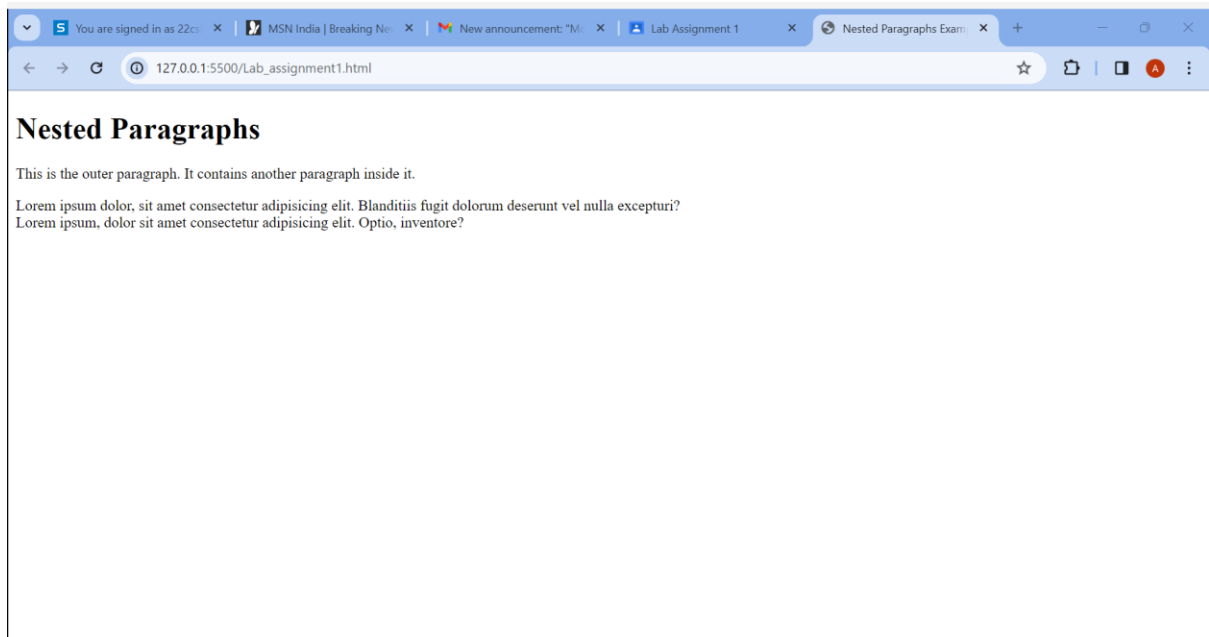 S You are signed in as 22cs
MSN India | Breaking Ne
New announcement: "Mo
Lab Assignment 1
Nested Paragraphs Exam
127.0.0.1:5500/Lab_assignment1.html
A
Nested Paragraphs
This is the outer paragraph. It contains another paragraph inside it.
Lorem ipsum dolor, sit amet consectetur adipisicing elit. Blanditiis fugit dolorum deserunt vel nulla excepturi?
Lorem ipsum, dolor sit amet consectetur adipisicing elit. Optio, inventore?